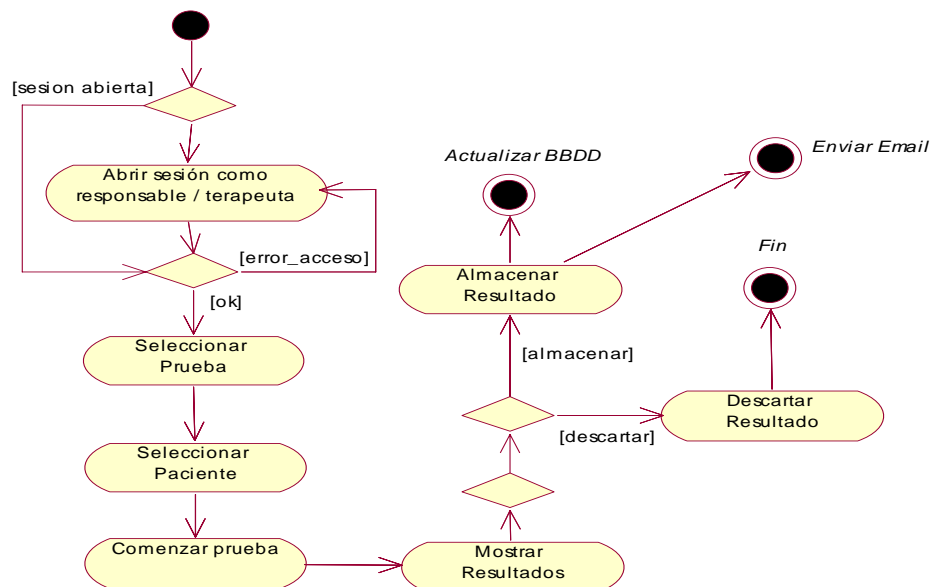 [sesion abierta]
Abrir sesión como
responsable / terapeuta
[error_acceso]
[ok]
Seleccionar
Prueba
Seleccionar
Paciente
Comenzar prueba
Mostrar
Resultados
[almacenar]
[descartar]
Almacenar
Resultado
Descartar
Resultado
Actualizar BBDD
Enviar Email
Fin